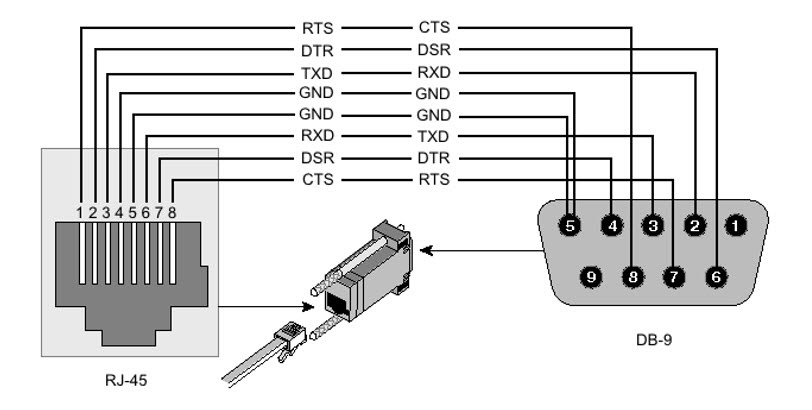 RTS CTS
DTR DSR
TXD RXD
GND GND
GND GND
RXD TXD
DSR DTR
CTS RTS
1 2 3 4 5 6 7 8
5 4 3 2 1
9 8 7 6
DB-9
RJ-45